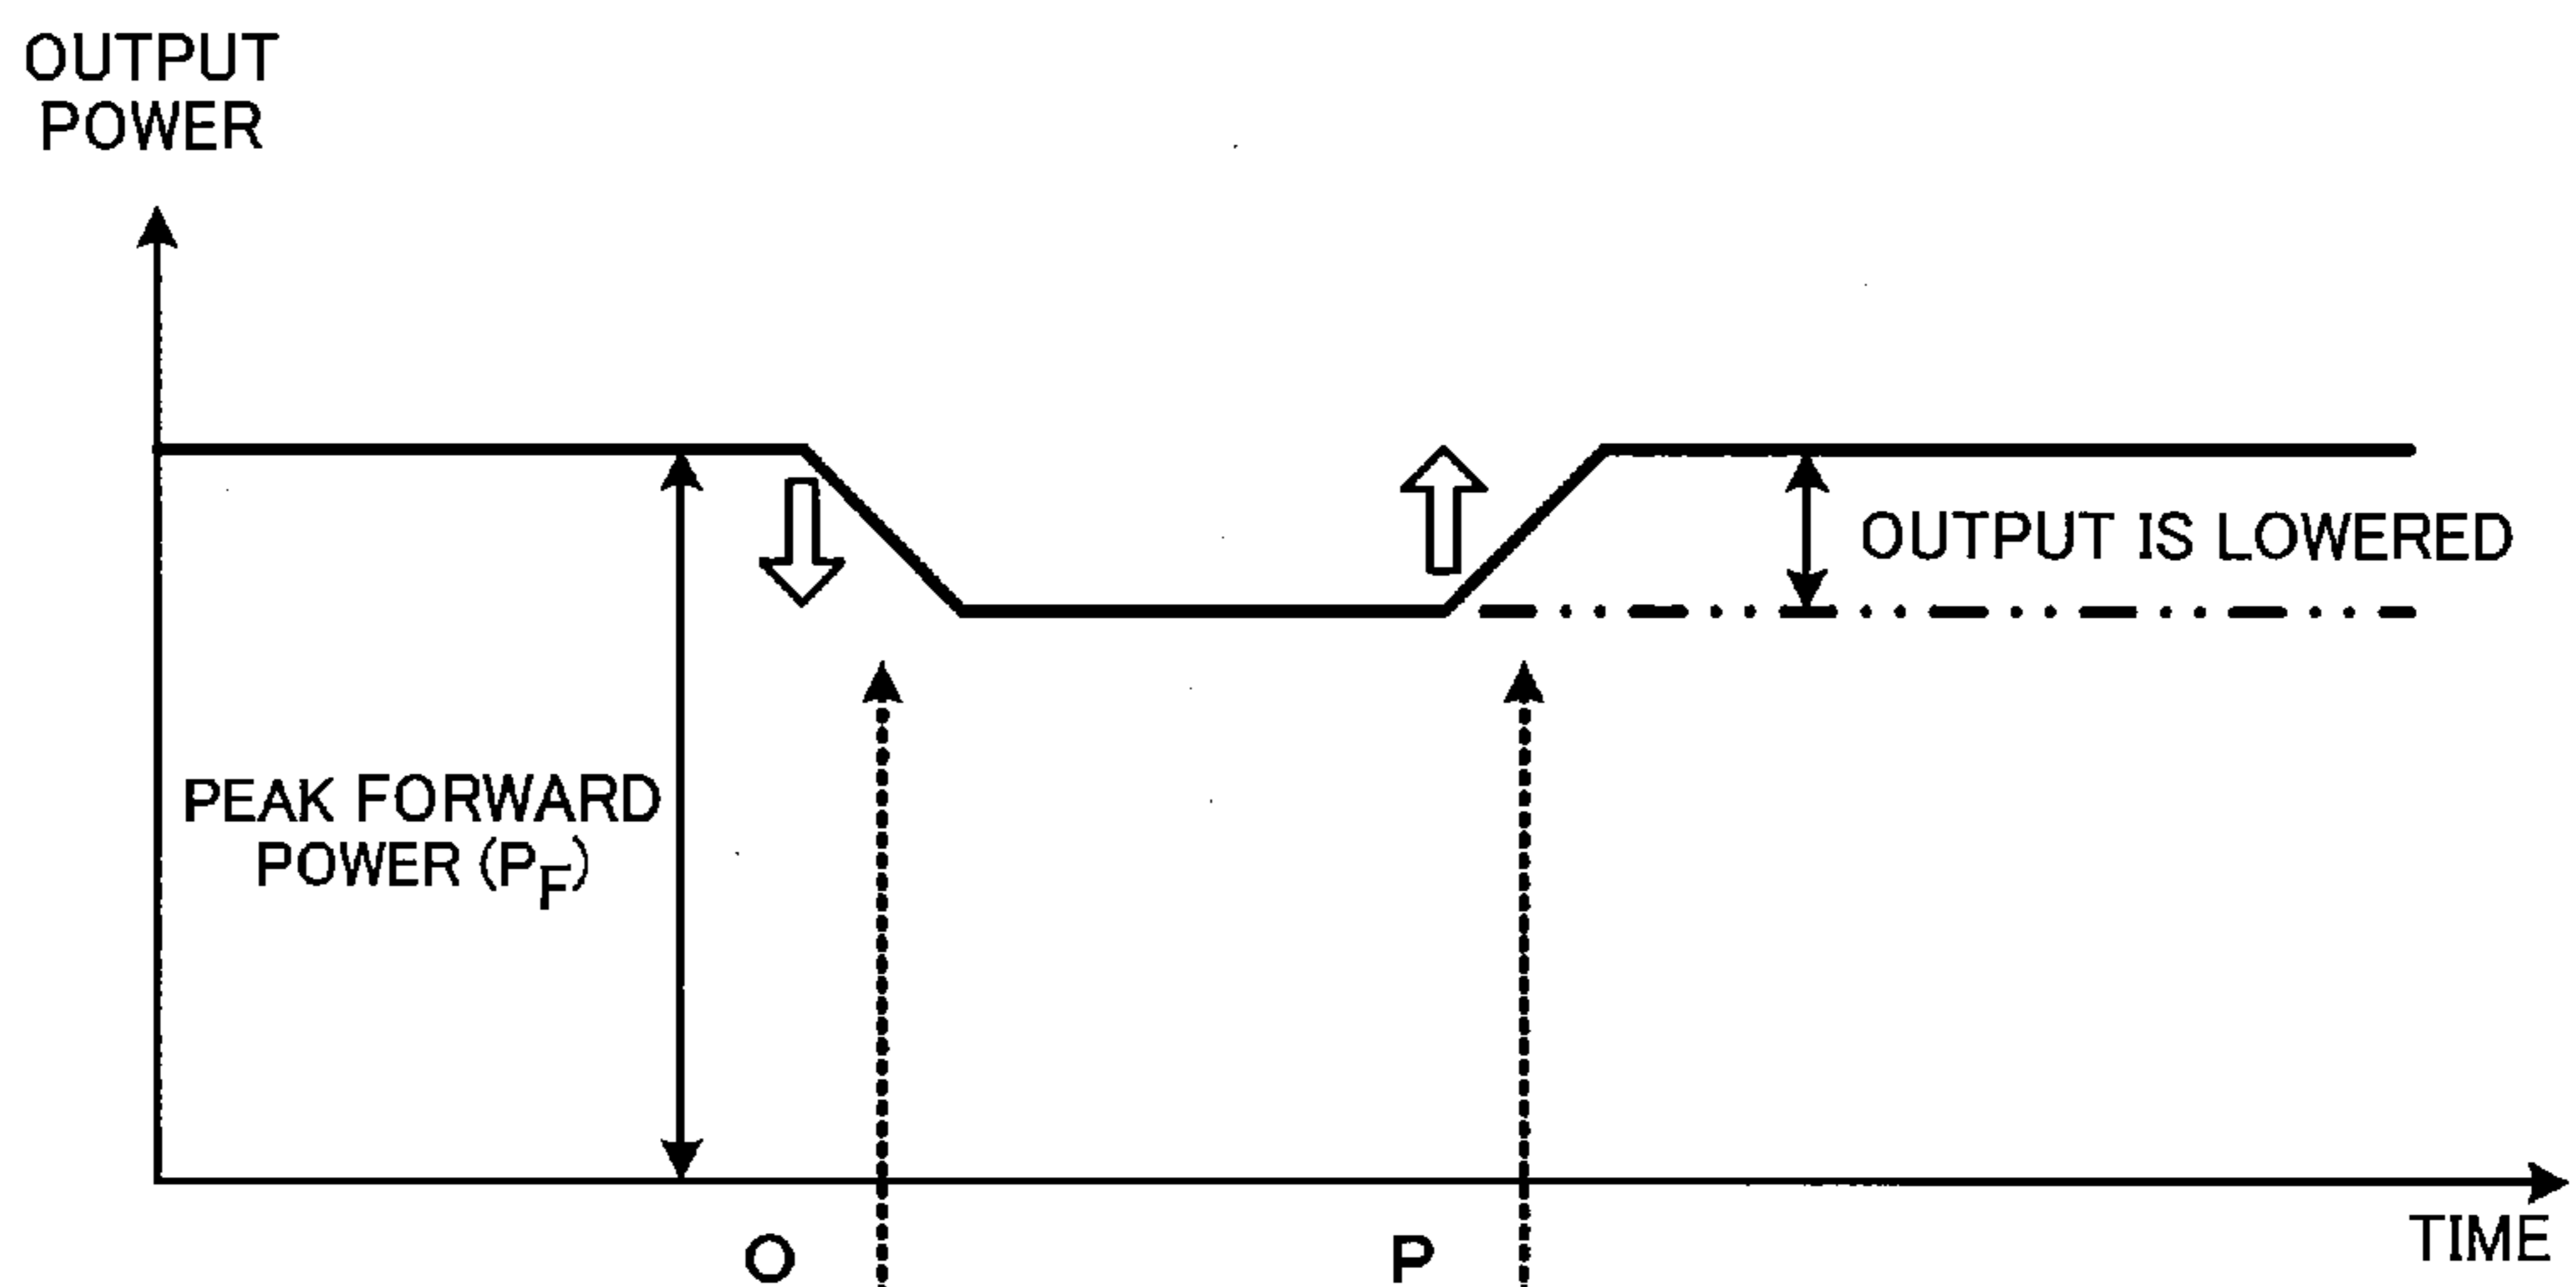 OUTPUT
POWER
OUTPUT IS LOWERED
PEAK FORWARD
POWER (PF)
O
P
TIME